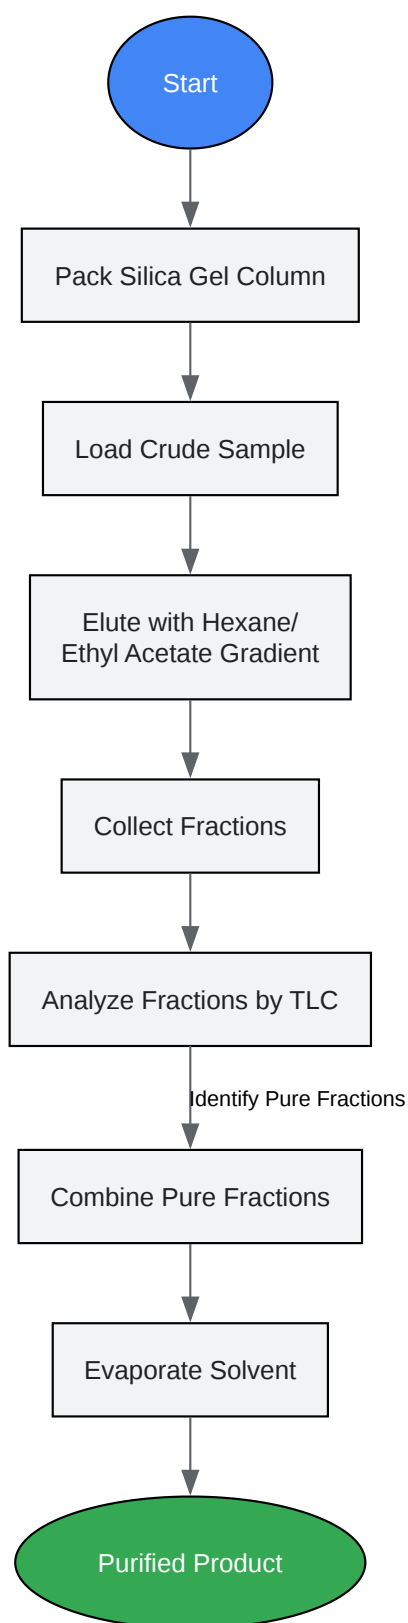 Start
Pack Silica Gel Column
Load Crude Sample
Elute with Hexane/
Ethyl Acetate Gradient
Collect Fractions
Analyze Fractions by TLC
Identify Pure Fractions
Combine Pure Fractions
Evaporate Solvent
Purified Product